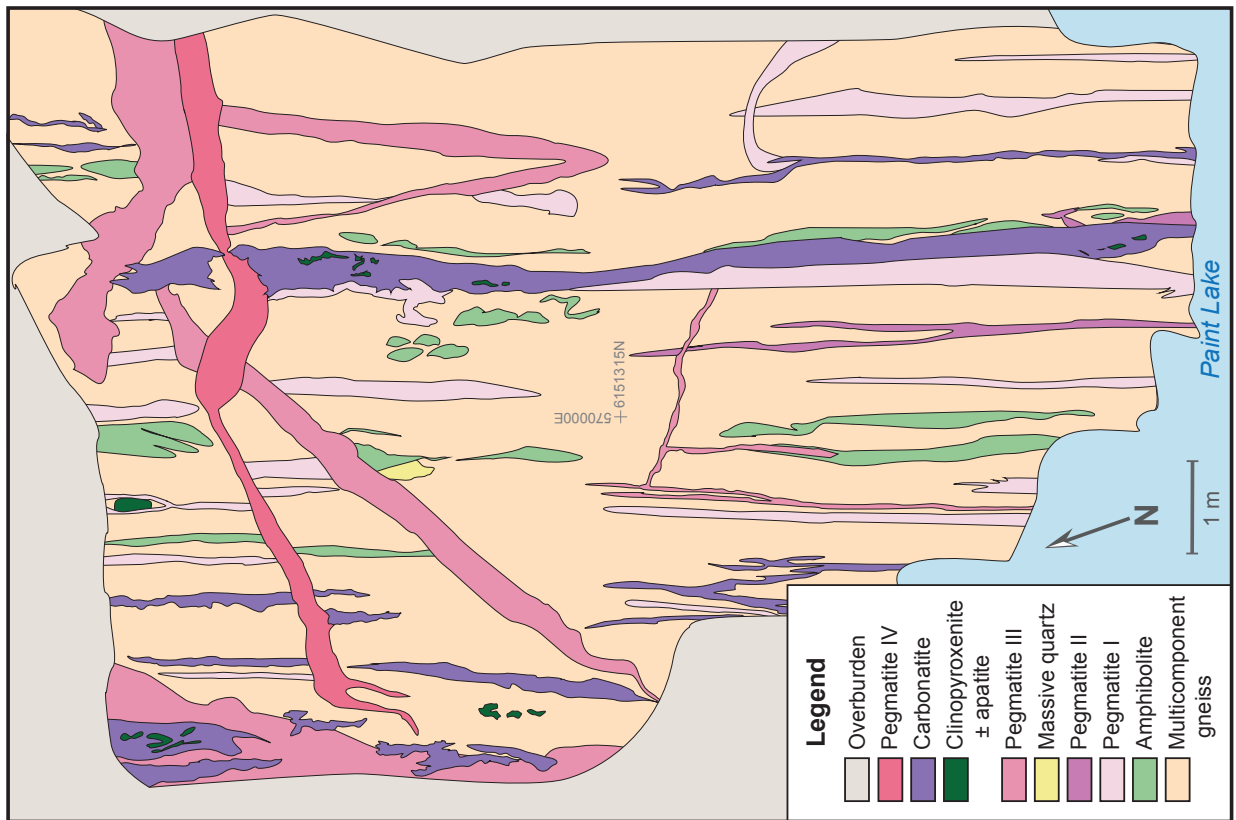 Paint Lake
570000E
6151315N
N
1 m
Legend
Overburden
Pegmatite IV
Carbonatite
Clinopyroxenite
± apatite
Pegmatite III
Massive quartz
Pegmatite II
Pegmatite I
Amphibolite
Multicomponent
gneiss